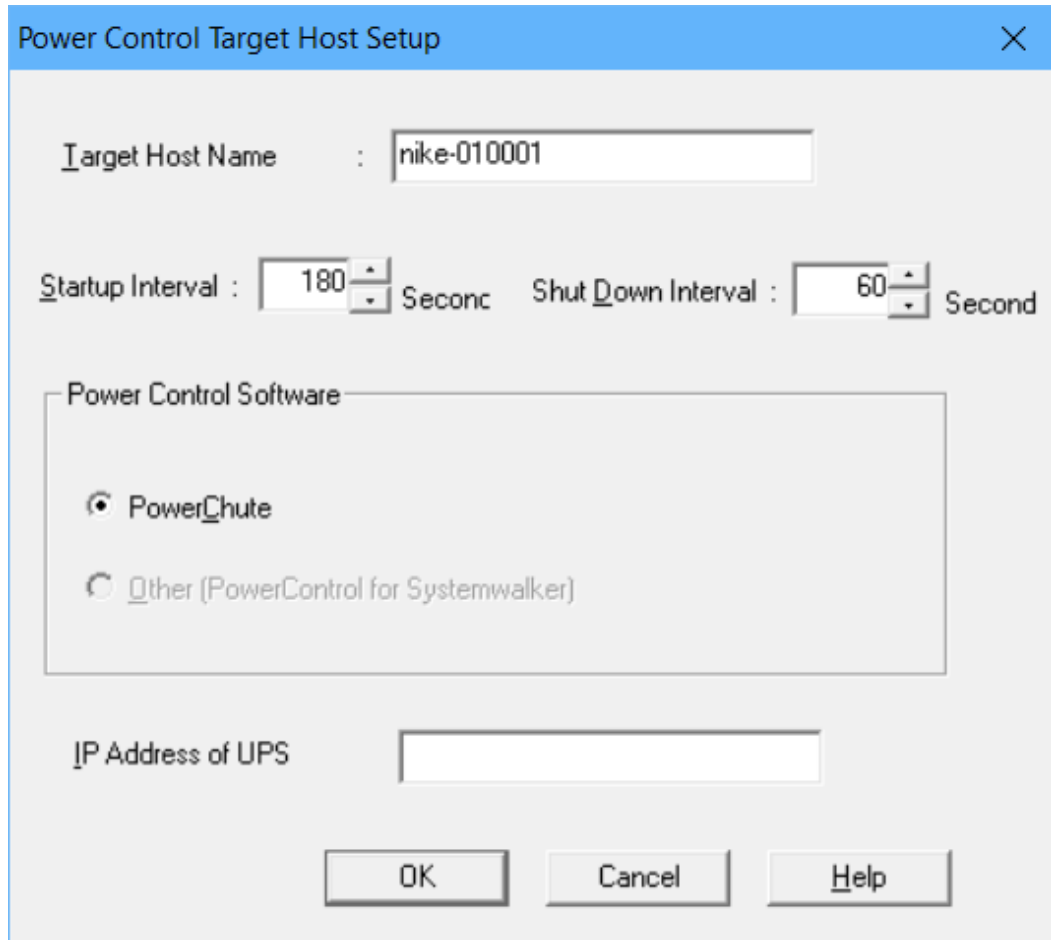 Power Control Target Host Setup
Target Host Name : nike-010001
Startup Interval : 180 Second Shut Down Interval : 60 Second
Power Control Software
PowerChute
Other (PowerControl for Systemwalker)
IP Address of UPS
OK Cancel Help